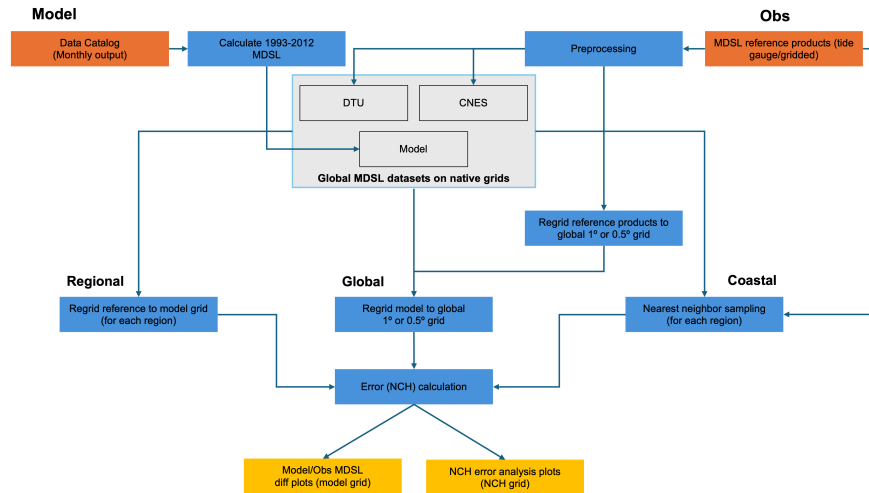 Model
Obs
Data Catalog
(Monthly output)
Calculate 1993-2012
MDSL
Preprocessing
MDSL reference products (tide
gauge/gridded)
DTU
CNES
Model
Global MDSL datasets on native grids
Regrid reference products to
global 1º or 0.5º grid
Regional
Global
Coastal
Regrid reference to model grid
(for each region)
Regrid model to global
1º or 0.5º grid
Nearest neighbor sampling
(for each region)
Error (NCH) calculation
Model/Obs MDSL
diff plots (model grid)
NCH error analysis plots
(NCH grid)